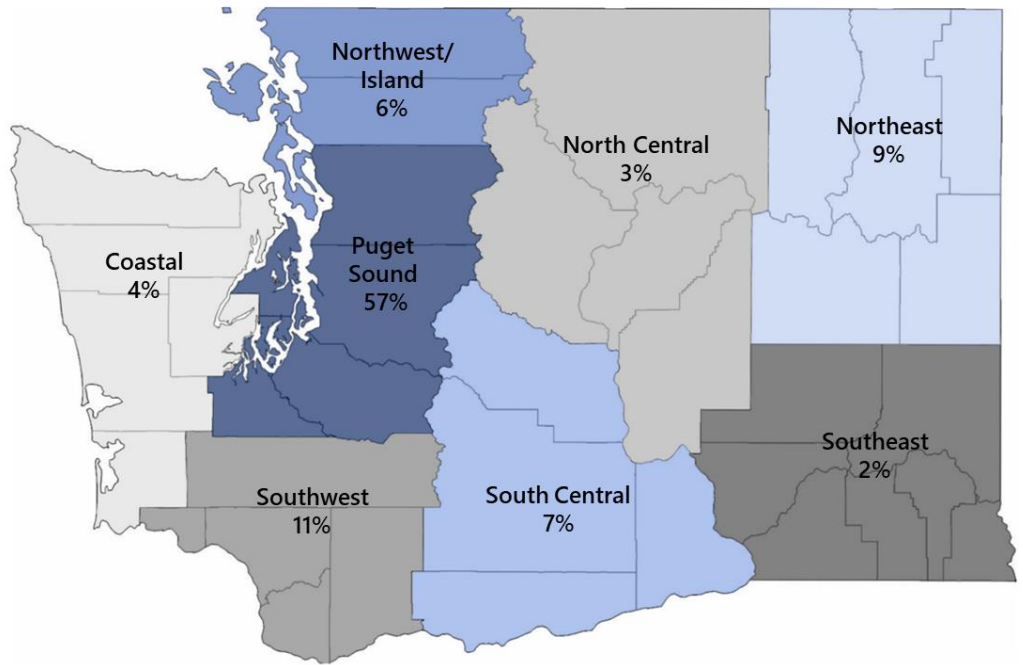 Northwest/
Island
6%
North Central
3%
Northeast
9%
Coastal
4%
Puget
Sound
57%
Southwest
11%
South Central
7%
Southeast
2%